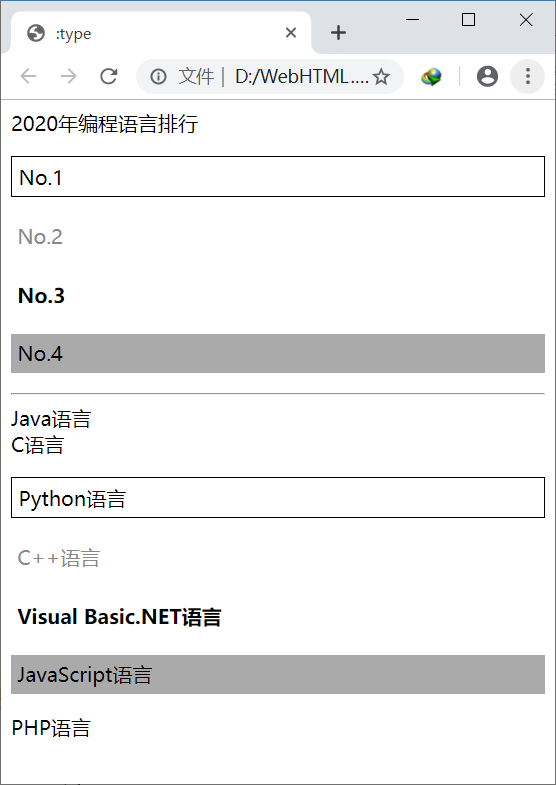 :type
文件 | D:/WebHTML....
2020年编程语言排行
No.1
No.2
No.3
No.4
Java语言
C语言
Python语言
C++语言
Visual Basic.NET语言
JavaScript语言
PHP语言